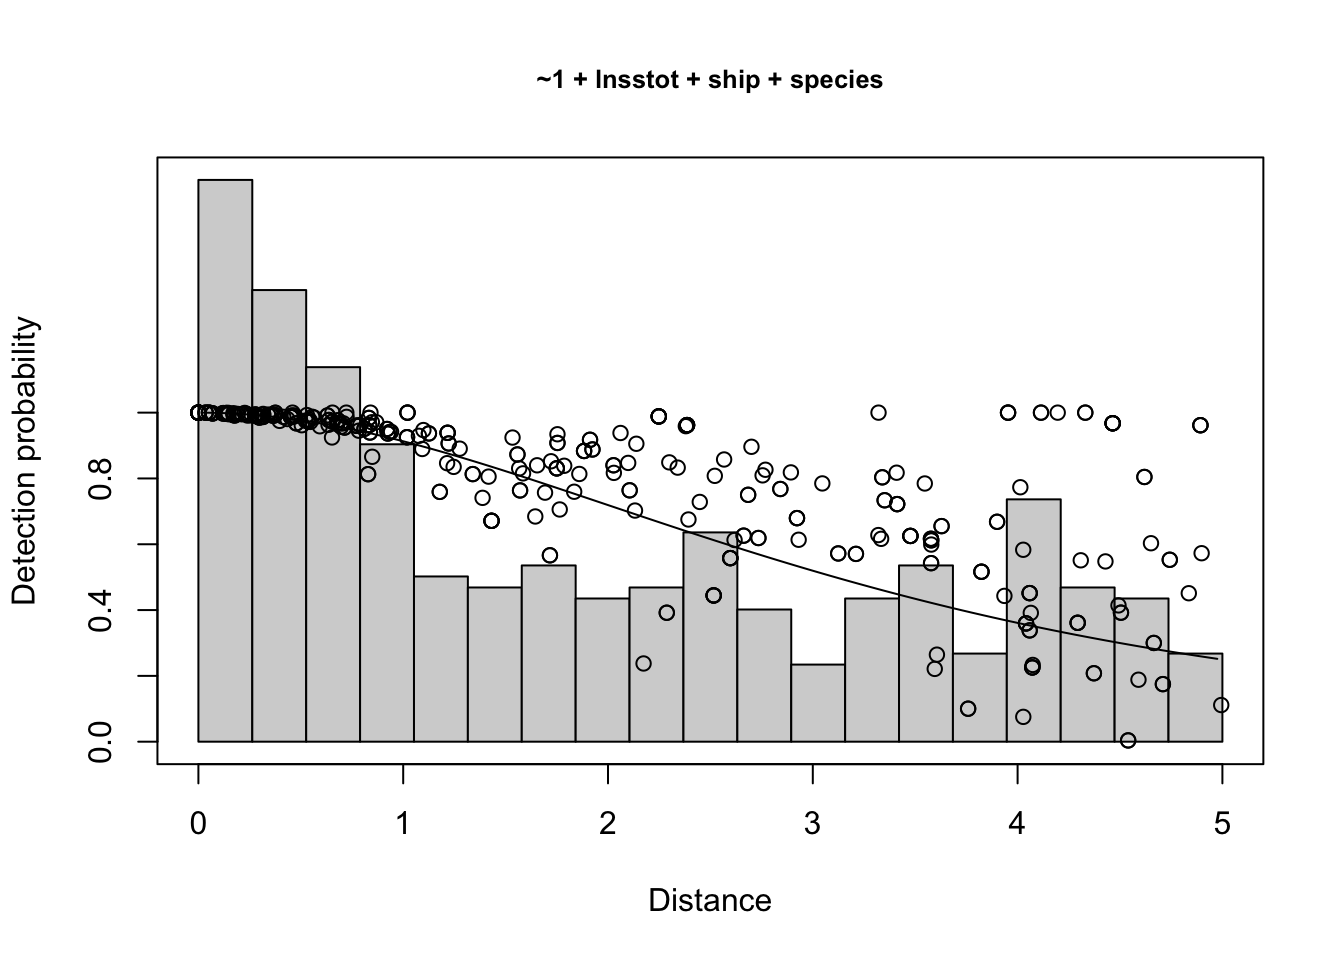 ~1 + lnsstot + ship + species
Detection probability
0.8
0.4
0.0
0 1 2 3 4 5
Distance